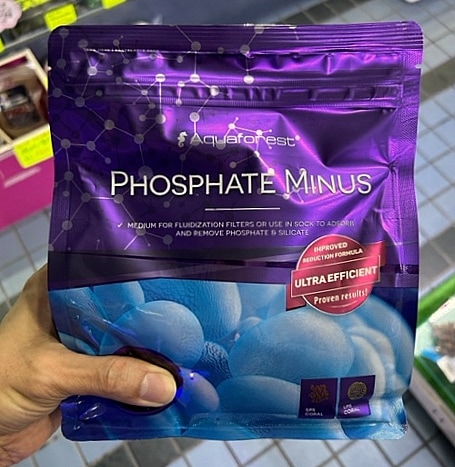 Aquaforest
PHOSPHATE MINUS
✓ MEDIUM FOR FLUIDIZATION FILTERS OR USE IN SOCK TO ADSORB
AND REMOVE PHOSPHATE & SILICATE
IMPROVED
REDUCTION FORMULA
ULTRA EFFICIENT
Proven results!
SPS
CORAL
LPS
CORAL